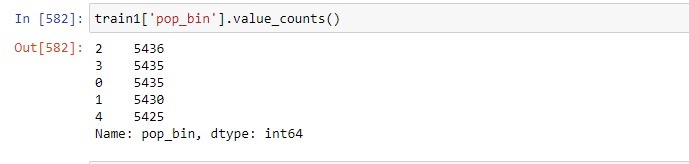 In [582]: train1['pop_bin'].value_counts()
Out[582]: 2    5436
3    5435
0    5435
1    5430
4    5425
Name: pop_bin, dtype: int64